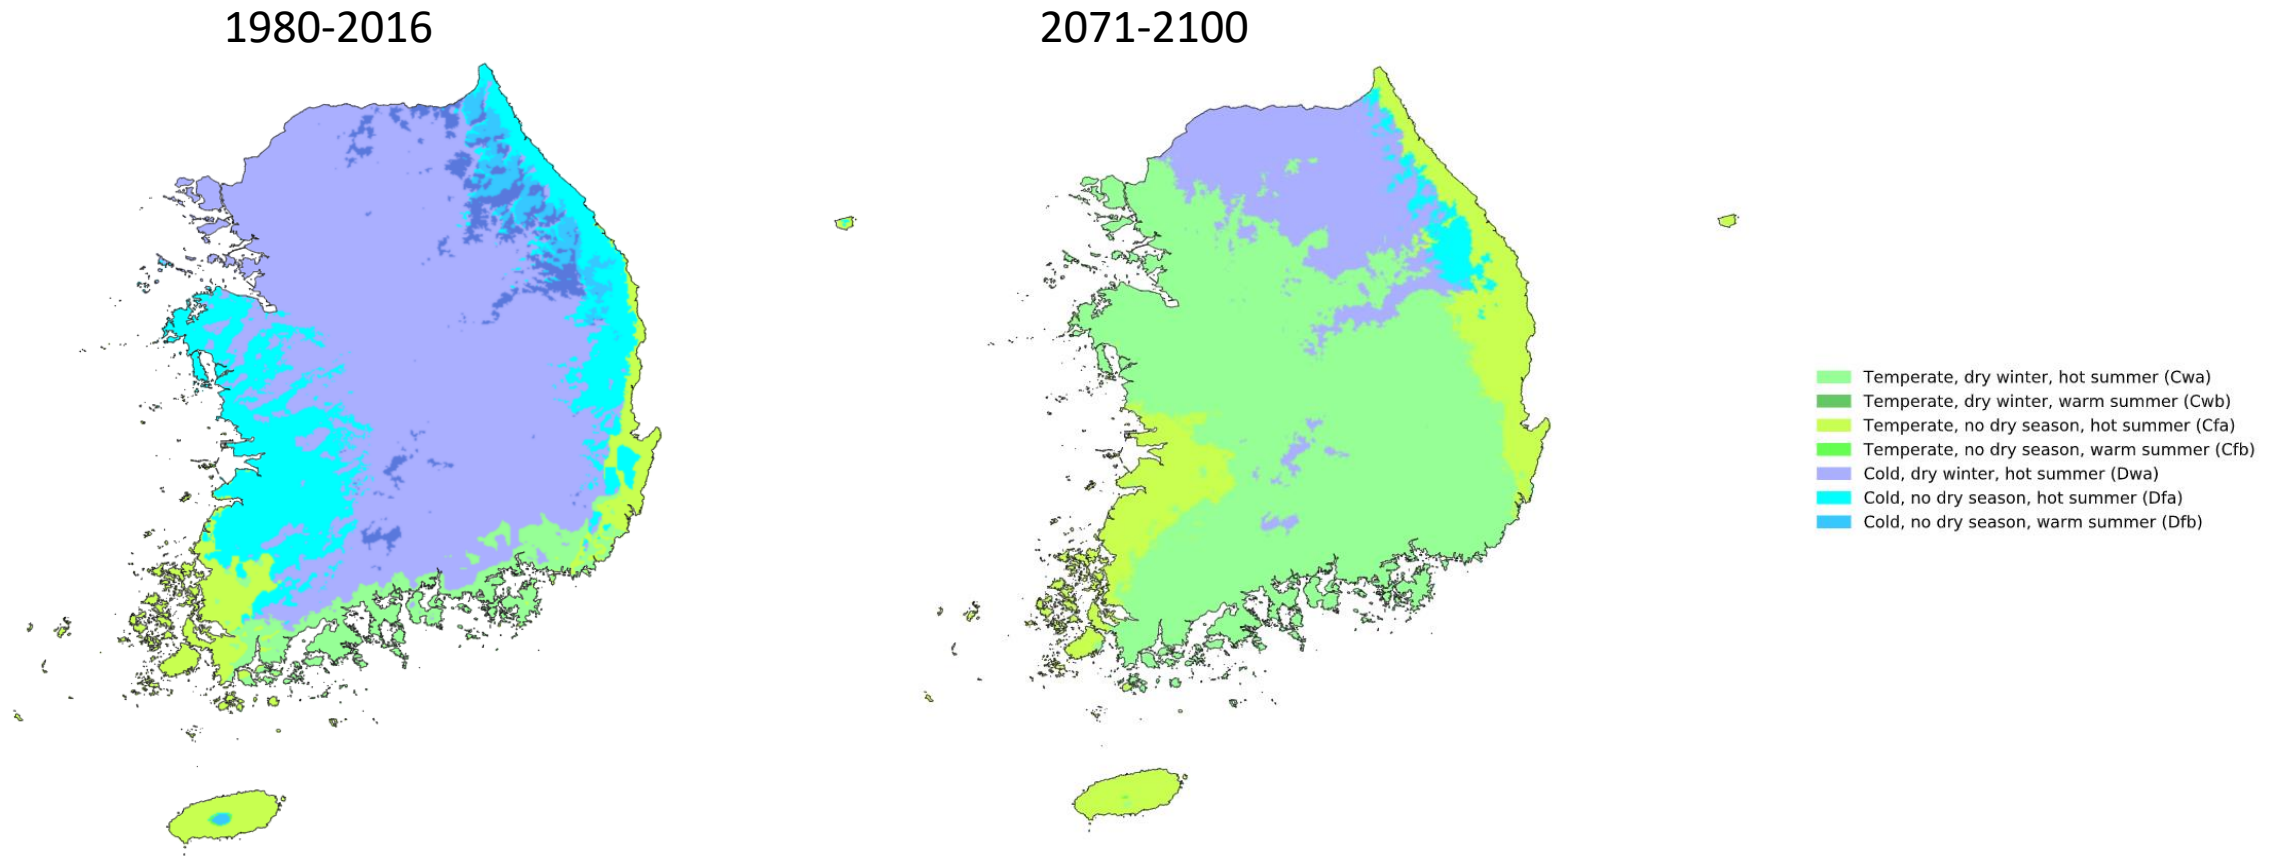 1980-2016
2071-2100
Temperate, dry winter, hot summer (Cwa)
Temperate, dry winter, warm summer (Cwb)
Temperate, no dry season, hot summer (Cfa)
Temperate, no dry season, warm summer (Cfb)
Cold, dry winter, hot summer (Dwa)
Cold, no dry season, hot summer (Dfa)
Cold, no dry season, warm summer (Dfb)